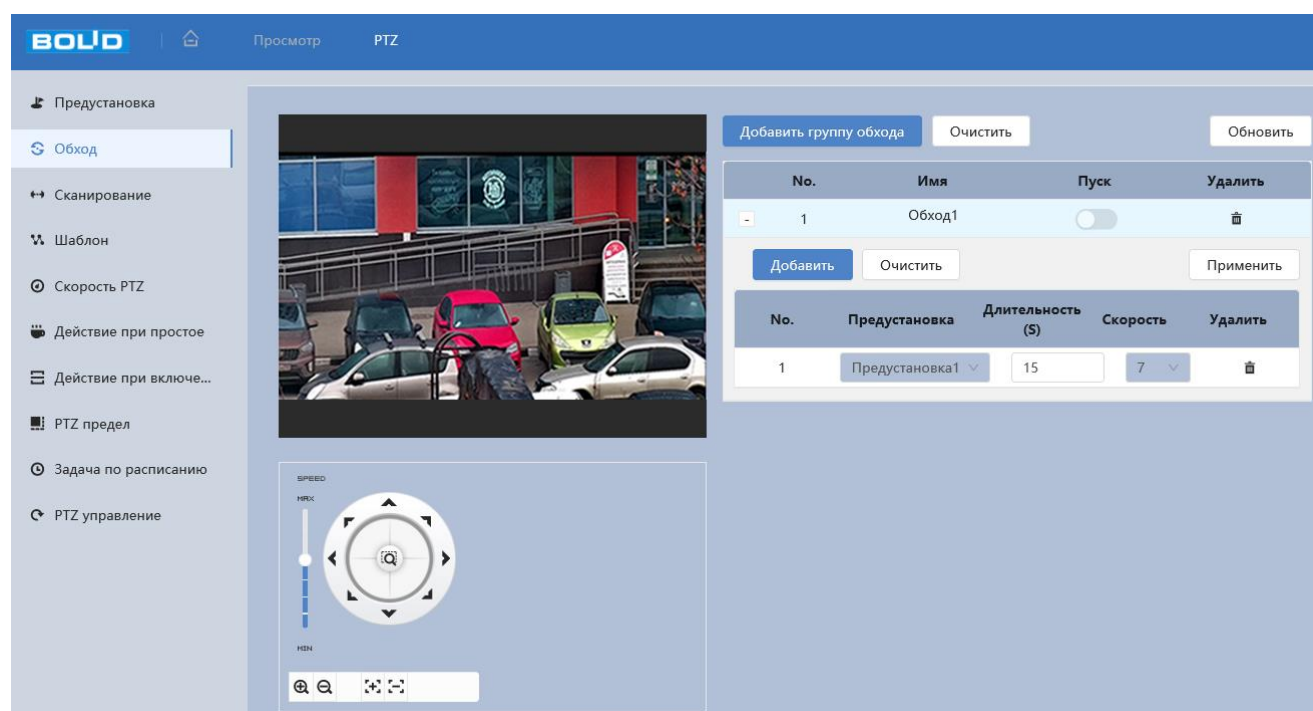 BOLID
Просмотр
PTZ
Предустановка
Обход
Сканирование
Шаблон
Скорость PTZ
Действие при простое
Действие при включе...
PTZ предел
Задача по расписанию
PTZ управление
SPEED
MAX
MIN
Добавить группу обхода Очистить Обновить
No. Имя Пуск Удалить
- 1 Обход1
Добавить Очистить Применить
No. Предустановка Длительность (S) Скорость Удалить
1 Предустановка1 15 7